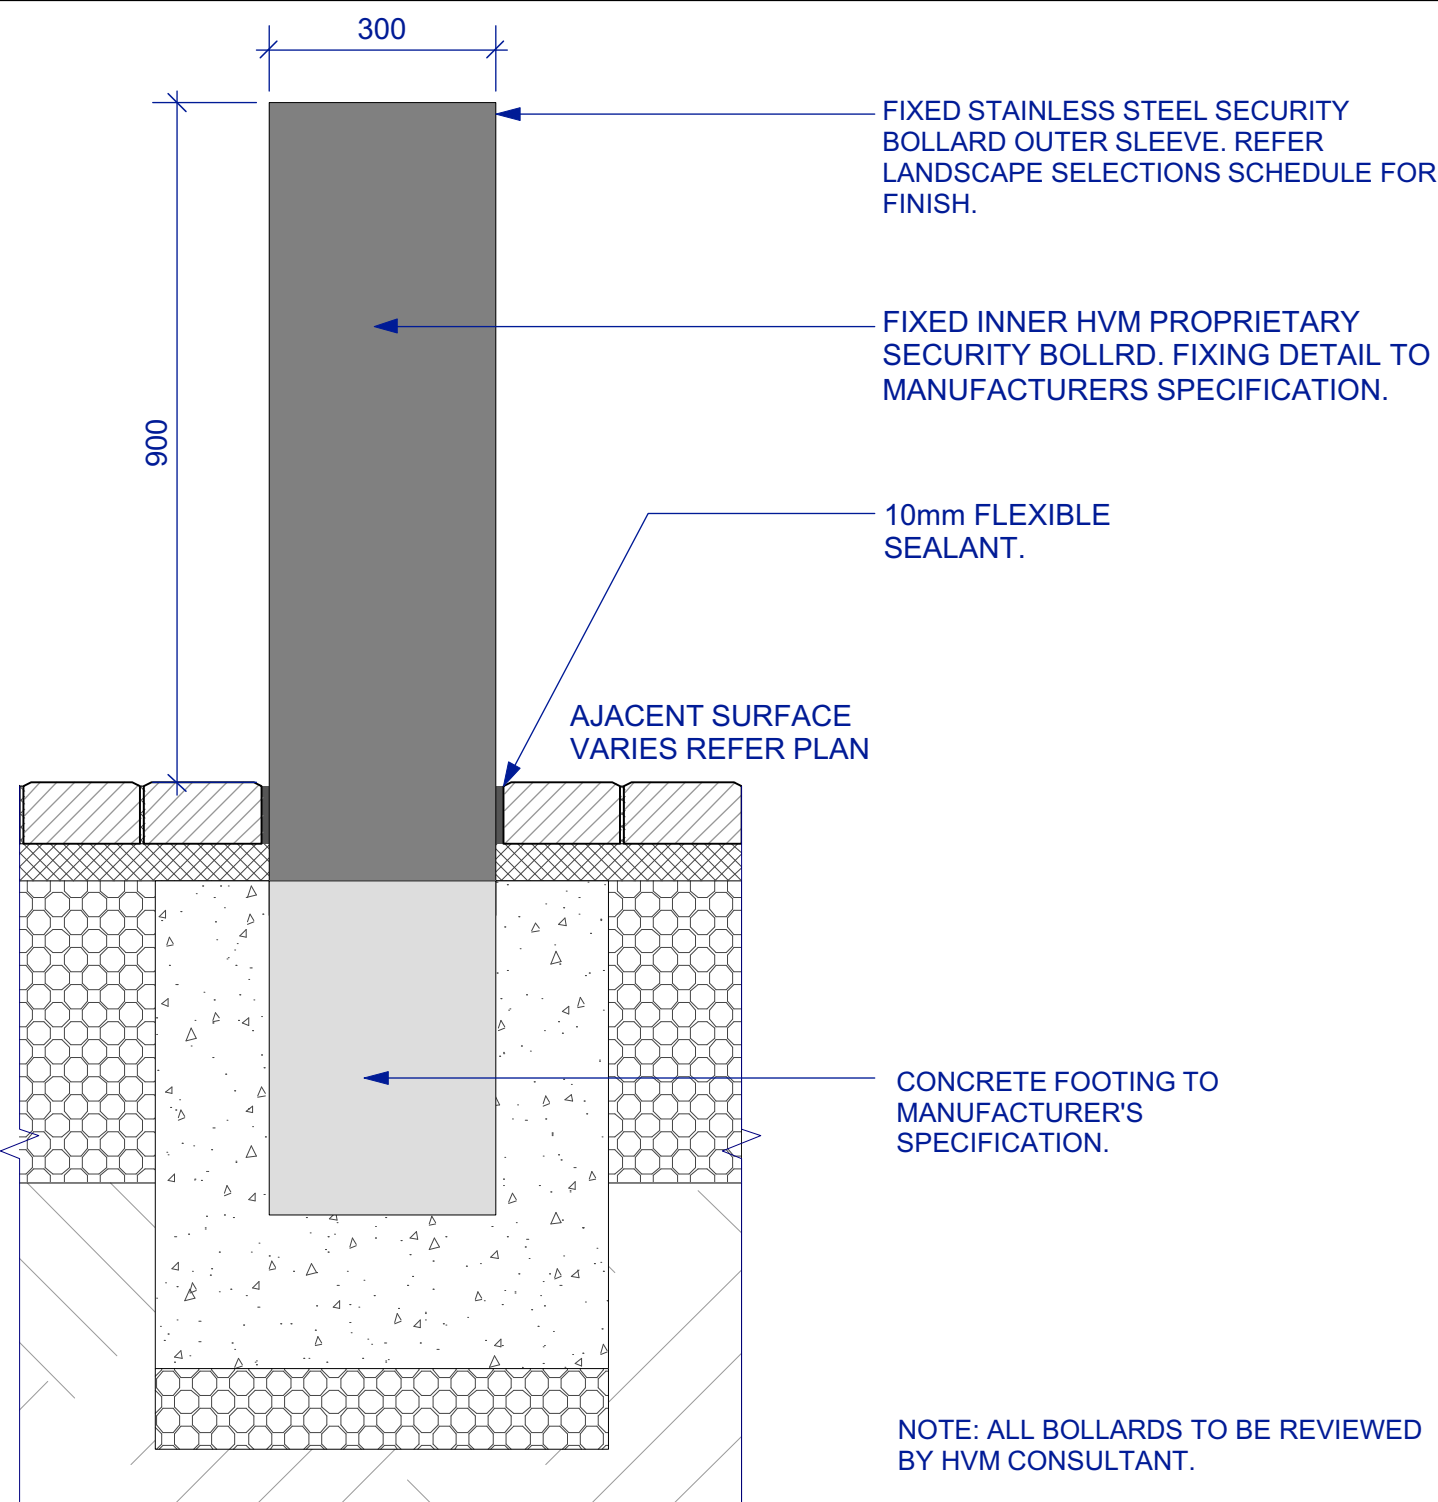 300
FIXED STAINLESS STEEL SECURITY
BOLLARD OUTER SLEEVE. REFER
LANDSCAPE SELECTIONS SCHEDULE FOR
FINISH.
FIXED INNER HVM PROPRIETARY
SECURITY BOLLRD. FIXING DETAIL TO
MANUFACTURERS SPECIFICATION.
900
10mm FLEXIBLE
SEALANT.
AJACENT SURFACE
VARIES REFER PLAN
CONCRETE FOOTING TO
MANUFACTURER'S
SPECIFICATION.
NOTE: ALL BOLLARDS TO BE REVIEWED
BY HVM CONSULTANT.